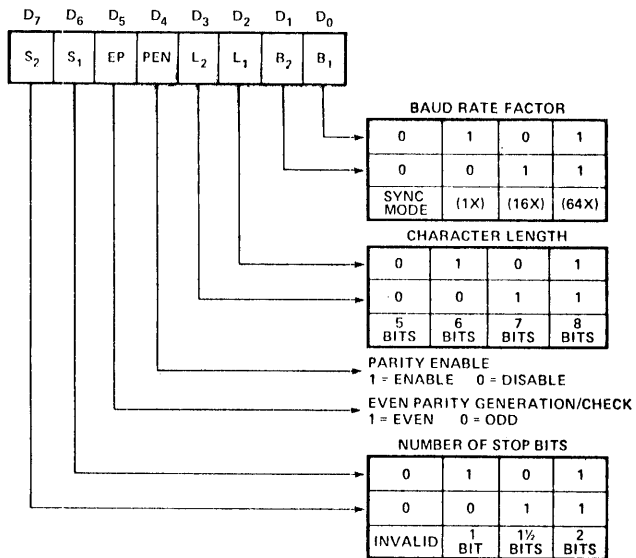 D7 D6 D5 D4 D3 D2 D1 D0
S2 S1 EP PEN L2 L1 B2 B1
BAUD RATE FACTOR
0 1 0 1
0 0 1 1
SYNC MODE (1X) (16X) (64X)
CHARACTER LENGTH
0 1 0 1
0 0 1 1
5 BITS 6 BITS 7 BITS 8 BITS
PARITY ENABLE
1 = ENABLE 0 = DISABLE
EVEN PARITY GENERATION/CHECK
1 = EVEN 0 = ODD
NUMBER OF STOP BITS
0 1 0 1
0 0 1 1
INVALID 1 BIT 1½ BITS 2 BITS